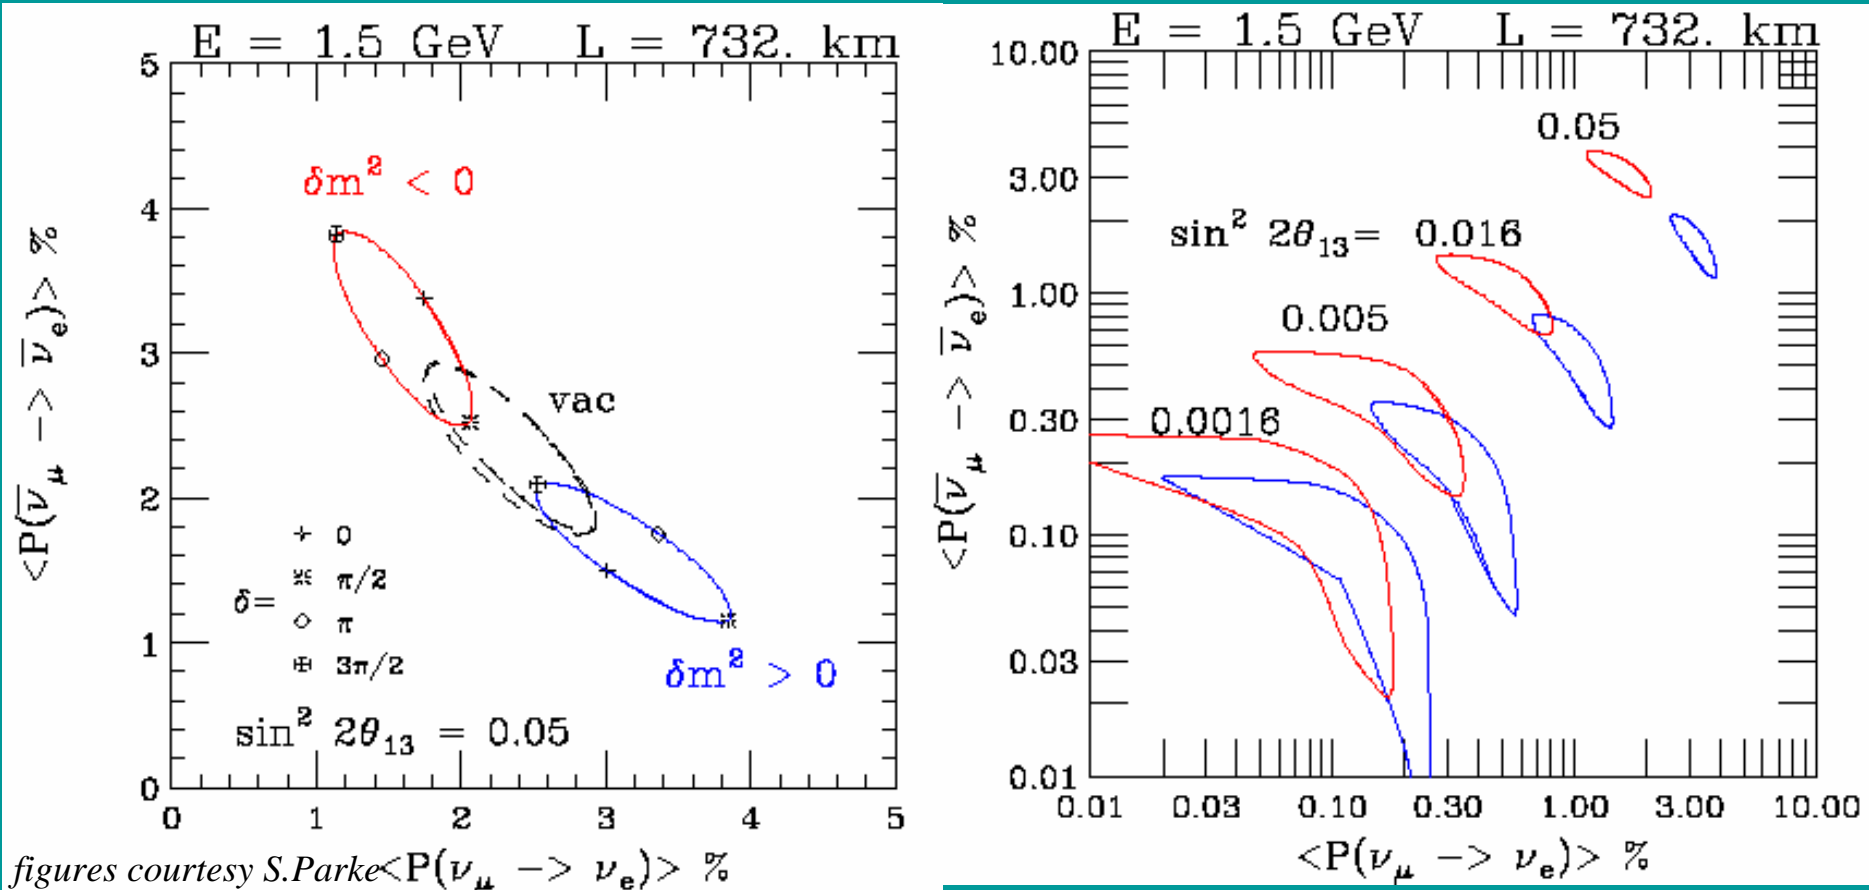 E = 1.5 GeV L = 732. km
5
4
3
2
1
0
0 1 2 3 4 5
<P(ν̅μ -> ν̅e)> %
δm² < 0
vac
δm² > 0
δ=
+ 0
π/2
◇ π
3π/2
sin² 2θ₁₃ = 0.05
figures courtesy S.Parke
<P(νμ -> νe)> %
E = 1.5 GeV L = 732. km
10.00
3.00
1.00
0.30
0.10
0.03
0.01
0.01 0.03 0.10 0.30 1.00 3.00 10.00
<P(ν̅μ -> ν̅e)> %
0.05
sin² 2θ₁₃= 0.016
0.005
0.0016
<P(νμ -> νe)> %